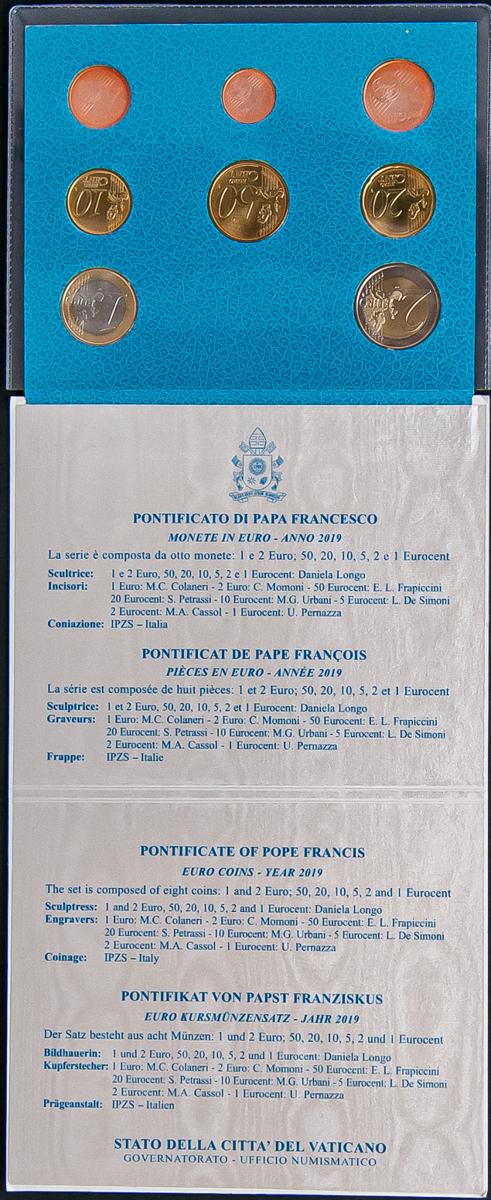 10
EURO
CENT
50
EURO
CENT
20
EURO
CENT
1
EURO
2
EURO
PONTIFICATO DI PAPA FRANCESCO
MONETE IN EURO - ANNO 2019
La serie è composta da otto monete: 1 e 2 Euro; 50, 20, 10, 5, 2 e 1 Eurocent
Scultrice: 1 e 2 Euro, 50, 20, 10, 5, 2 e 1 Eurocent: Daniela Longo
Incisori: 1 Euro: M.C. Colaneri - 2 Euro: C. Momoni - 50 Eurocent: E. L. Frapiccini
20 Eurocent: S. Petrassi - 10 Eurocent: M.G. Urbani - 5 Eurocent: L. De Simoni
2 Eurocent: M.A. Cassol - 1 Eurocent: U. Pernazza
Coniazione: IPZS – Italia
PONTIFICAT DE PAPE FRANÇOIS
PIÈCES EN EURO - ANNÉE 2019
La série est composée de huit pièces: 1 et 2 Euro; 50, 20, 10, 5, 2 et 1 Eurocent
Sculptrice: 1 et 2 Euro, 50, 20, 10, 5, 2 et 1 Eurocent: Daniela Longo
Graveurs: 1 Euro: M.C. Colaneri - 2 Euro: C. Momoni - 50 Eurocent: E. L. Frapiccini
20 Eurocent: S. Petrassi - 10 Eurocent: M.G. Urbani - 5 Eurocent: L. De Simoni
2 Eurocent: M.A. Cassol - 1 Eurocent: U. Pernazza
Frappe: IPZS – Italie
PONTIFICATE OF POPE FRANCIS
EURO COINS - YEAR 2019
The set is composed of eight coins: 1 and 2 Euro; 50, 20, 10, 5, 2 and 1 Eurocent
Sculptress: 1 and 2 Euro, 50, 20, 10, 5, 2 and 1 Eurocent: Daniela Longo
Engravers: 1 Euro: M.C. Colaneri - 2 Euro: C. Momoni - 50 Eurocent: E. L. Frapiccini
20 Eurocent: S. Petrassi - 10 Eurocent: M.G. Urbani - 5 Eurocent: L. De Simoni
2 Eurocent: M.A. Cassol - 1 Eurocent: U. Pernazza
Coinage: IPZS – Italy
PONTIFIKAT VON PAPST FRANZISKUS
EURO KURSMÜNZENSATZ - JAHR 2019
Der Satz besteht aus acht Münzen: 1 und 2 Euro; 50, 20, 10, 5, 2 und 1 Eurocent
Bildhauerin: 1 und 2 Euro, 50, 20, 10, 5, 2 und 1 Eurocent: Daniela Longo
Kupferstecher: 1 Euro: M.C. Colaneri - 2 Euro: C. Momoni - 50 Eurocent: E. L. Frapiccini
20 Eurocent: S. Petrassi - 10 Eurocent: M.G. Urbani - 5 Eurocent: L. De Simoni
2 Eurocent: M.A. Cassol - 1 Eurocent: U. Pernazza
Prägeanstalt: IPZS – Italien
STATO DELLA CITTA' DEL VATICANO
GOVERNATORATO - UFFICIO NUMISMATICO